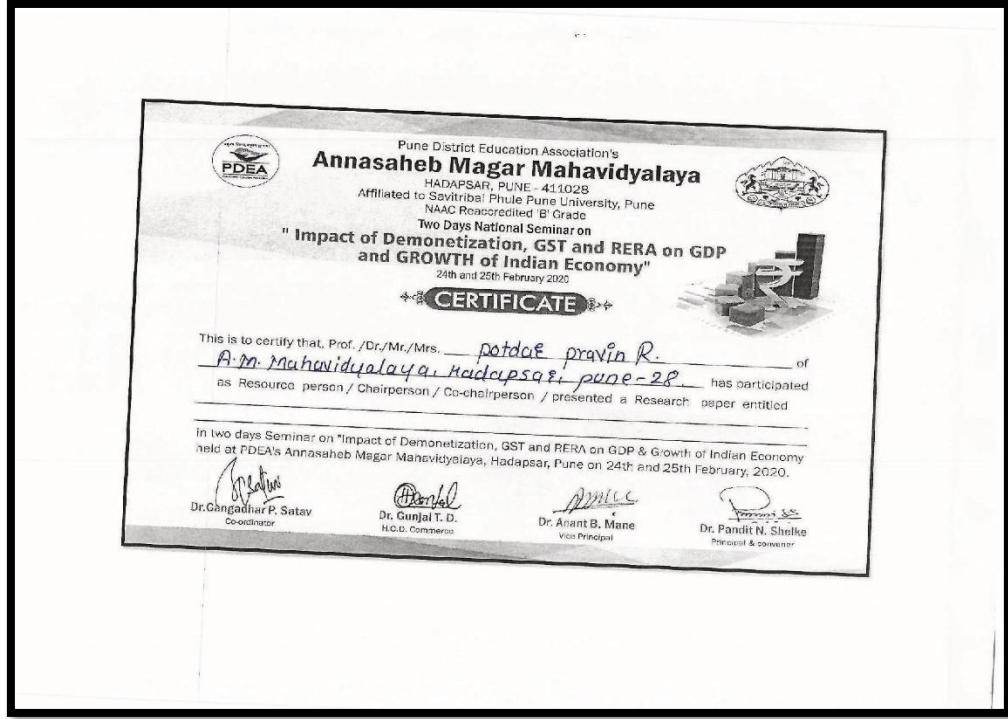 Pune District Education Association's
Annasaheb Magar Mahavidyalaya
HADAPSAR, PUNE - 411028
Affiliated to Savitribai Phule Pune University, Pune
NAAC Reaccredited 'B' Grade
Two Days National Seminar on
" Impact of Demonetization, GST and RERA on GDP
and GROWTH of Indian Economy"
24th and 25th February 2020
CERTIFICATE
PDEA
This is to certify that, Prof. /Dr./Mr./Mrs. potdar pravin R. of
A.M. Mahavidyalaya, Hadapsar, pune-28. has participated
as Resource person / Chairperson / Co-chairperson / presented a Research paper entitled
in two days Seminar on "Impact of Demonetization, GST and RERA on GDP & Growth of Indian Economy
held at PDEA's Annasaheb Magar Mahavidyalaya, Hadapsar, Pune on 24th and 25th February, 2020.
Dr.Gangadhar P. Satav
Co-ordinator
Dr. Gunjal T. D.
H.O.D. Commerce
Dr. Anant B. Mane
Vice Principal
Dr. Pandit N. Shelke
Principal & convener